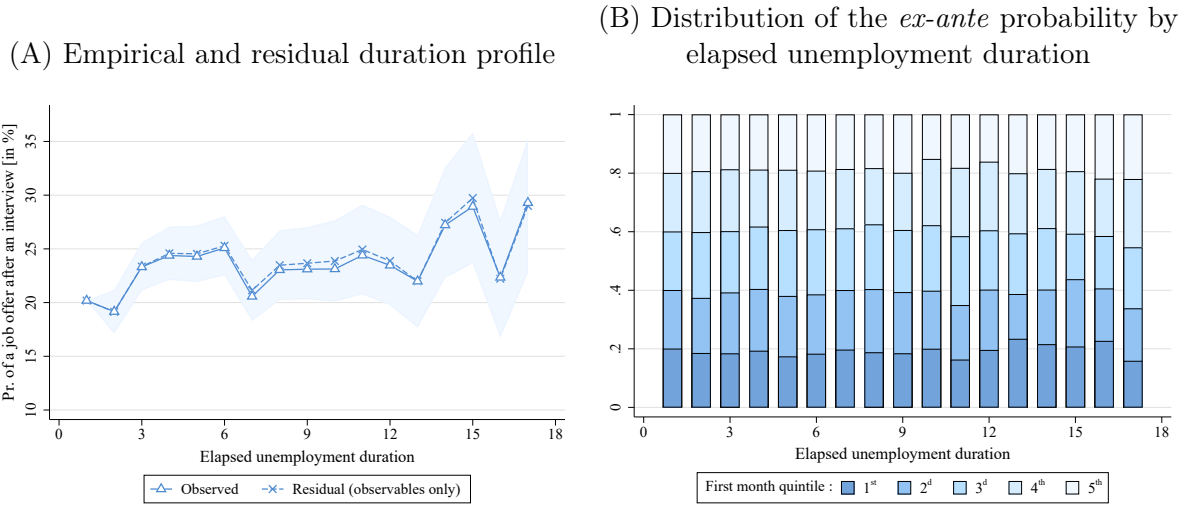 (A) Empirical and residual duration profile
Pr. of a job offer after an interview [in %]
35
30
25
20
15
10
0 3 6 9 12 15 18
Elapsed unemployment duration
Observed Residual (observables only)
(B) Distribution of the ex-ante probability by
elapsed unemployment duration
1
.8
.6
.4
.2
0
0 3 6 9 12 15 18
Elapsed unemployment duration
First month quintile : 1st 2d 3d 4th 5th